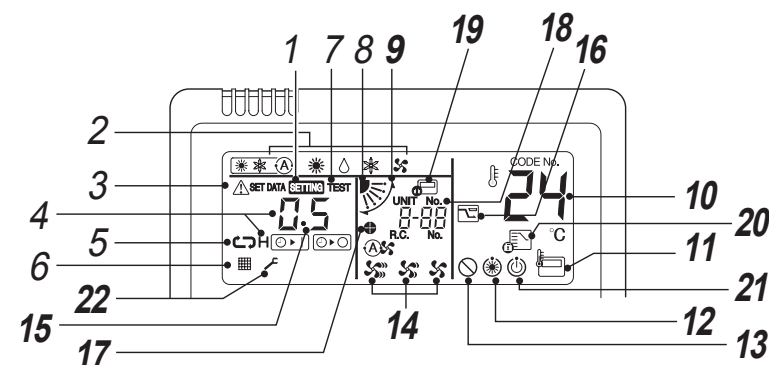 1 7 8 9 19 18 16
2
CODE No.
A
3 SET DATA SETTING TEST
UNIT No.
24 10
4 0.5 8-88
20
5 H R.C. No. °C
11
6 A
22 21
15 14 12
17 13